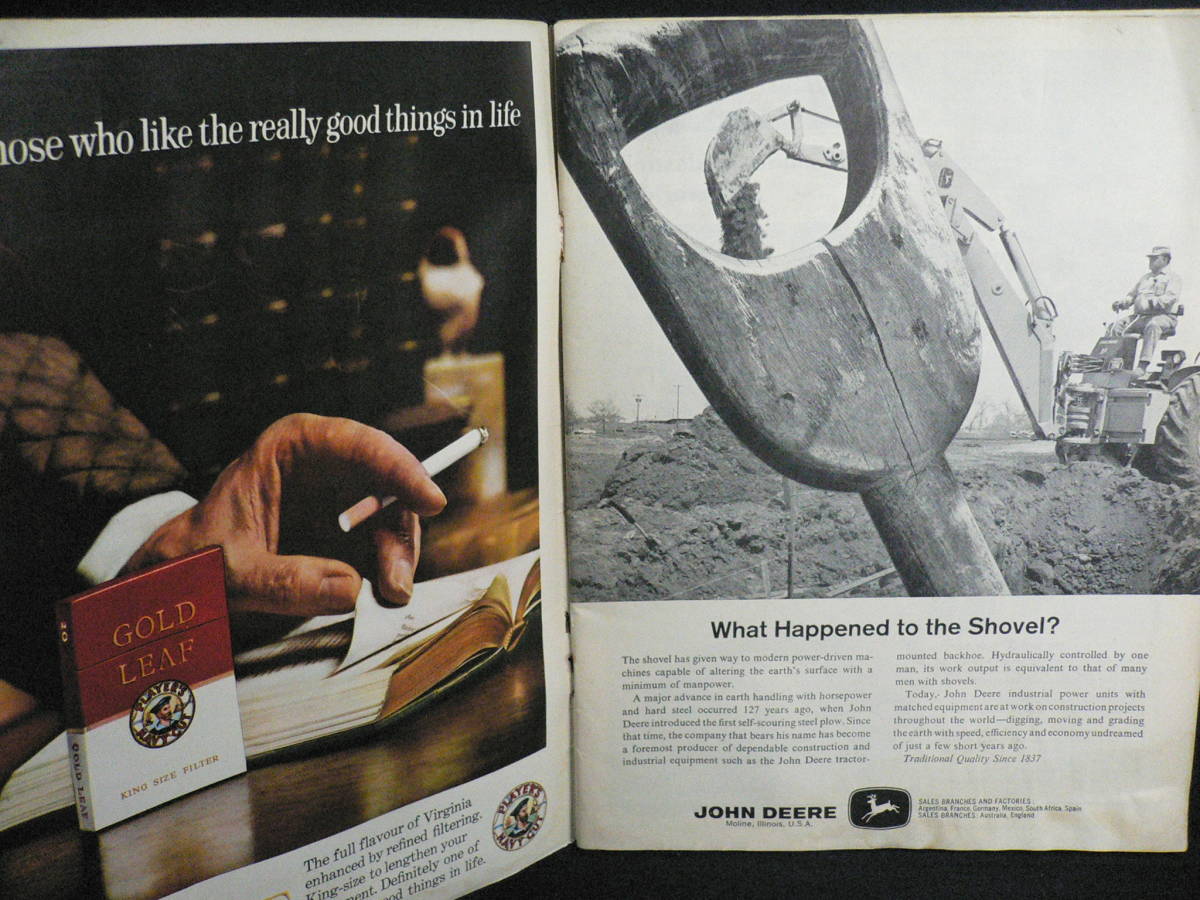 who like the really good things in life
GOLD
LEAF
PLAYER'S
NAVY CUT
KING SIZE FILTER
GOLD LEAF
The full flavour of Virginia
enhanced by refined filtering.
King-size to lengthen your
Definitely one of
good things in life.
PLAYER'S
NAVY CUT
What Happened to the Shovel?
The shovel has given way to modern power-driven ma-
chines capable of altering the earth's surface with a
minimum of manpower.
A major advance in earth handling with horsepower
and hard steel occurred 127 years ago, when John
Deere introduced the first self-scouring steel plow. Since
that time, the company that bears his name has become
a foremost producer of dependable construction and
industrial equipment such as the John Deere tractor-
mounted backhoe. Hydraulically controlled by one
man, its work output is equivalent to that of many
men with shovels.
Today, John Deere industrial power units with
matched equipment are at work on construction projects
throughout the world—digging, moving and grading
the earth with speed, efficiency and economy undreamed
of just a few short years ago.
Traditional Quality Since 1837
JOHN DEERE
Moline, Illinois, U.S.A.
SALES BRANCHES AND FACTORIES:
Argentina, France, Germany, Mexico, South Africa, Spain
SALES BRANCHES: Australia, England